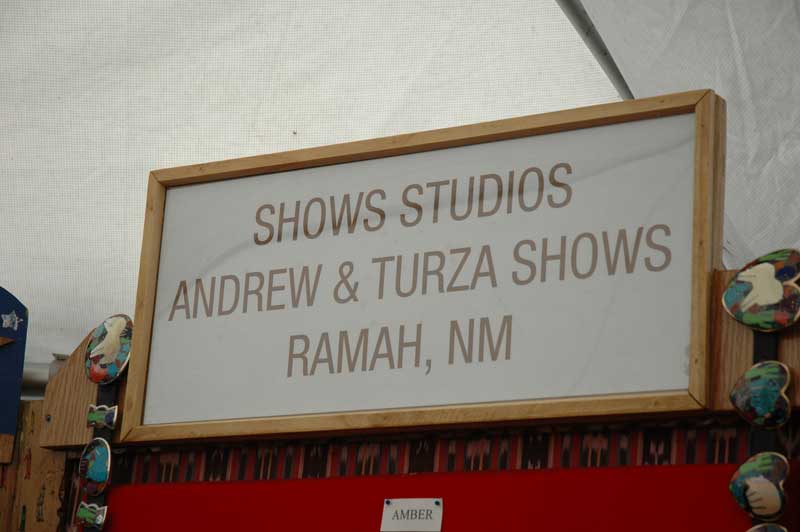 SHOWS STUDIOS
ANDREW & TURZA SHOWS
RAMAH, NM
AMBER